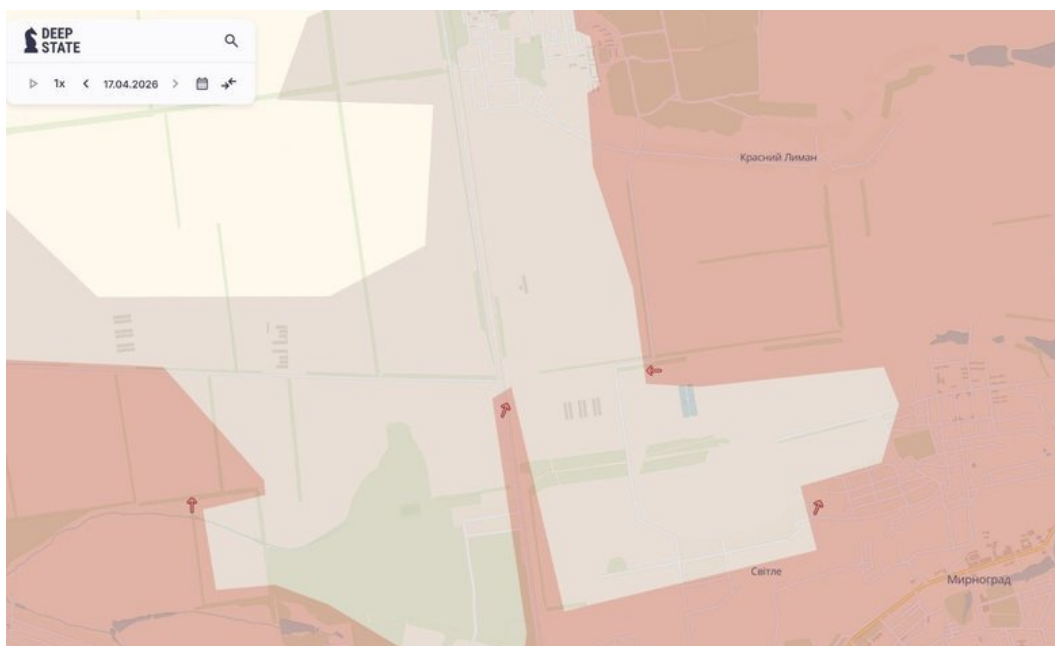 DEEP
STATE
1x
17.04.2026
Красний Лиман
Світле
Мирноград